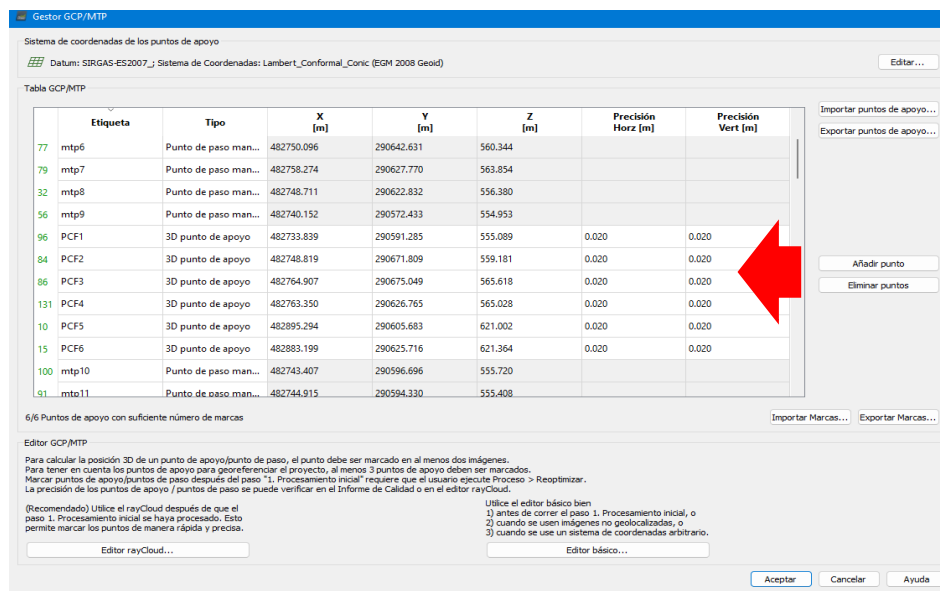 Gestor GCP/MTP
Sistema de coordenadas de los puntos de apoyo
Datum: SIRGAS-ES2007_; Sistema de Coordenadas: Lambert_Conformal_Conic (EGM 2008 Geoid)
Editar...
Tabla GCP/MTP
Etiqueta Tipo X [m] Y [m] Z [m] Precisión Horz [m] Precisión Vert [m]
77 mtp6 Punto de paso man... 482750.096 290642.631 560.344
79 mtp7 Punto de paso man... 482758.274 290627.770 563.854
32 mtp8 Punto de paso man... 482748.711 290622.832 556.380
56 mtp9 Punto de paso man... 482740.152 290572.433 554.953
96 PCF1 3D punto de apoyo 482733.839 290591.285 555.089 0.020 0.020
84 PCF2 3D punto de apoyo 482748.819 290671.809 559.181 0.020 0.020
86 PCF3 3D punto de apoyo 482764.907 290675.049 565.618 0.020 0.020
131 PCF4 3D punto de apoyo 482763.350 290626.765 565.028 0.020 0.020
10 PCF5 3D punto de apoyo 482895.294 290605.683 621.002 0.020 0.020
15 PCF6 3D punto de apoyo 482883.199 290625.716 621.364 0.020 0.020
100 mtp10 Punto de paso man... 482743.407 290596.696 555.720
91 mtp11 Punto de paso man... 482744.915 290594.330 555.408
Importar puntos de apoyo...
Exportar puntos de apoyo...
Añadir punto
Eliminar puntos
6/6 Puntos de apoyo con suficiente número de marcas
Importar Marcas... Exportar Marcas...
Editor GCP/MTP
Para calcular la posición 3D de un punto de apoyo/punto de paso, el punto debe ser marcado en al menos dos imágenes.
Para tener en cuenta los puntos de apoyo para georeferenciar el proyecto, al menos 3 puntos de apoyo deben ser marcados.
Marcar puntos de apoyo/puntos de paso después del paso "1. Procesamiento inicial" requiere que el usuario ejecute Proceso > Reoptimizar.
La precisión de los puntos de apoyo / puntos de paso se puede verificar en el Informe de Calidad o en el editor rayCloud.
(Recomendado) Utilice el rayCloud después de que el
paso 1. Procesamiento inicial se haya procesado. Esto
permite marcar los puntos de manera rápida y precisa.
Editor rayCloud...
Utilice el editor básico bien
1) antes de correr el paso 1. Procesamiento inicial, o
2) cuando se usen imágenes no geolocalizadas, o
3) cuando se use un sistema de coordenadas arbitrario.
Editor básico...
Aceptar Cancelar Ayuda